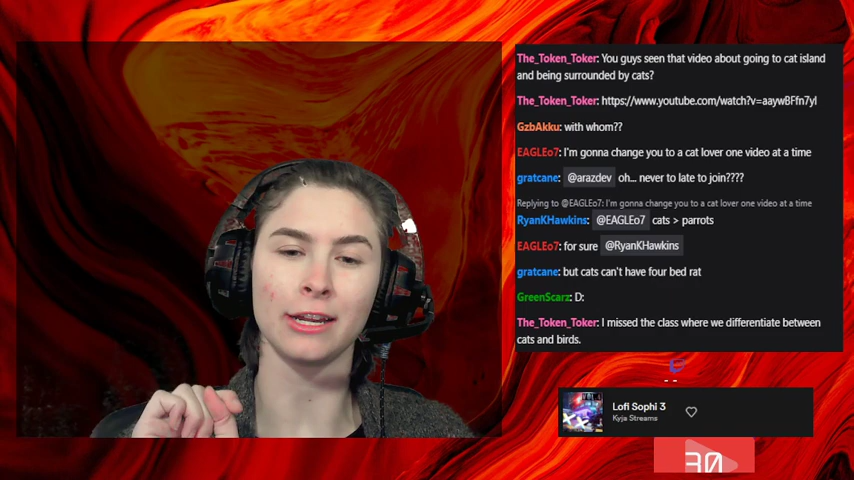 The_Token_Toker: You guys seen that video about going to cat island
and being surrounded by cats?
The_Token_Toker: https://www.youtube.com/watch?v=aaywBFfn7yI
GzbAkku: with whom??
EAGLEo7: I'm gonna change you to a cat lover one video at a time
gratcane: @arazdev oh... never to late to join????
Replying to @EAGLEo7: I'm gonna change you to a cat lover one video at a time
RyanKHawkins: @EAGLEo7 cats > parrots
EAGLEo7: for sure @RyanKHawkins
gratcane: but cats can't have four bed rat
GreenScarz: D:
The_Token_Toker: I missed the class where we differentiate between
cats and birds.
Lofi Sophi 3
Kyja Streams
30